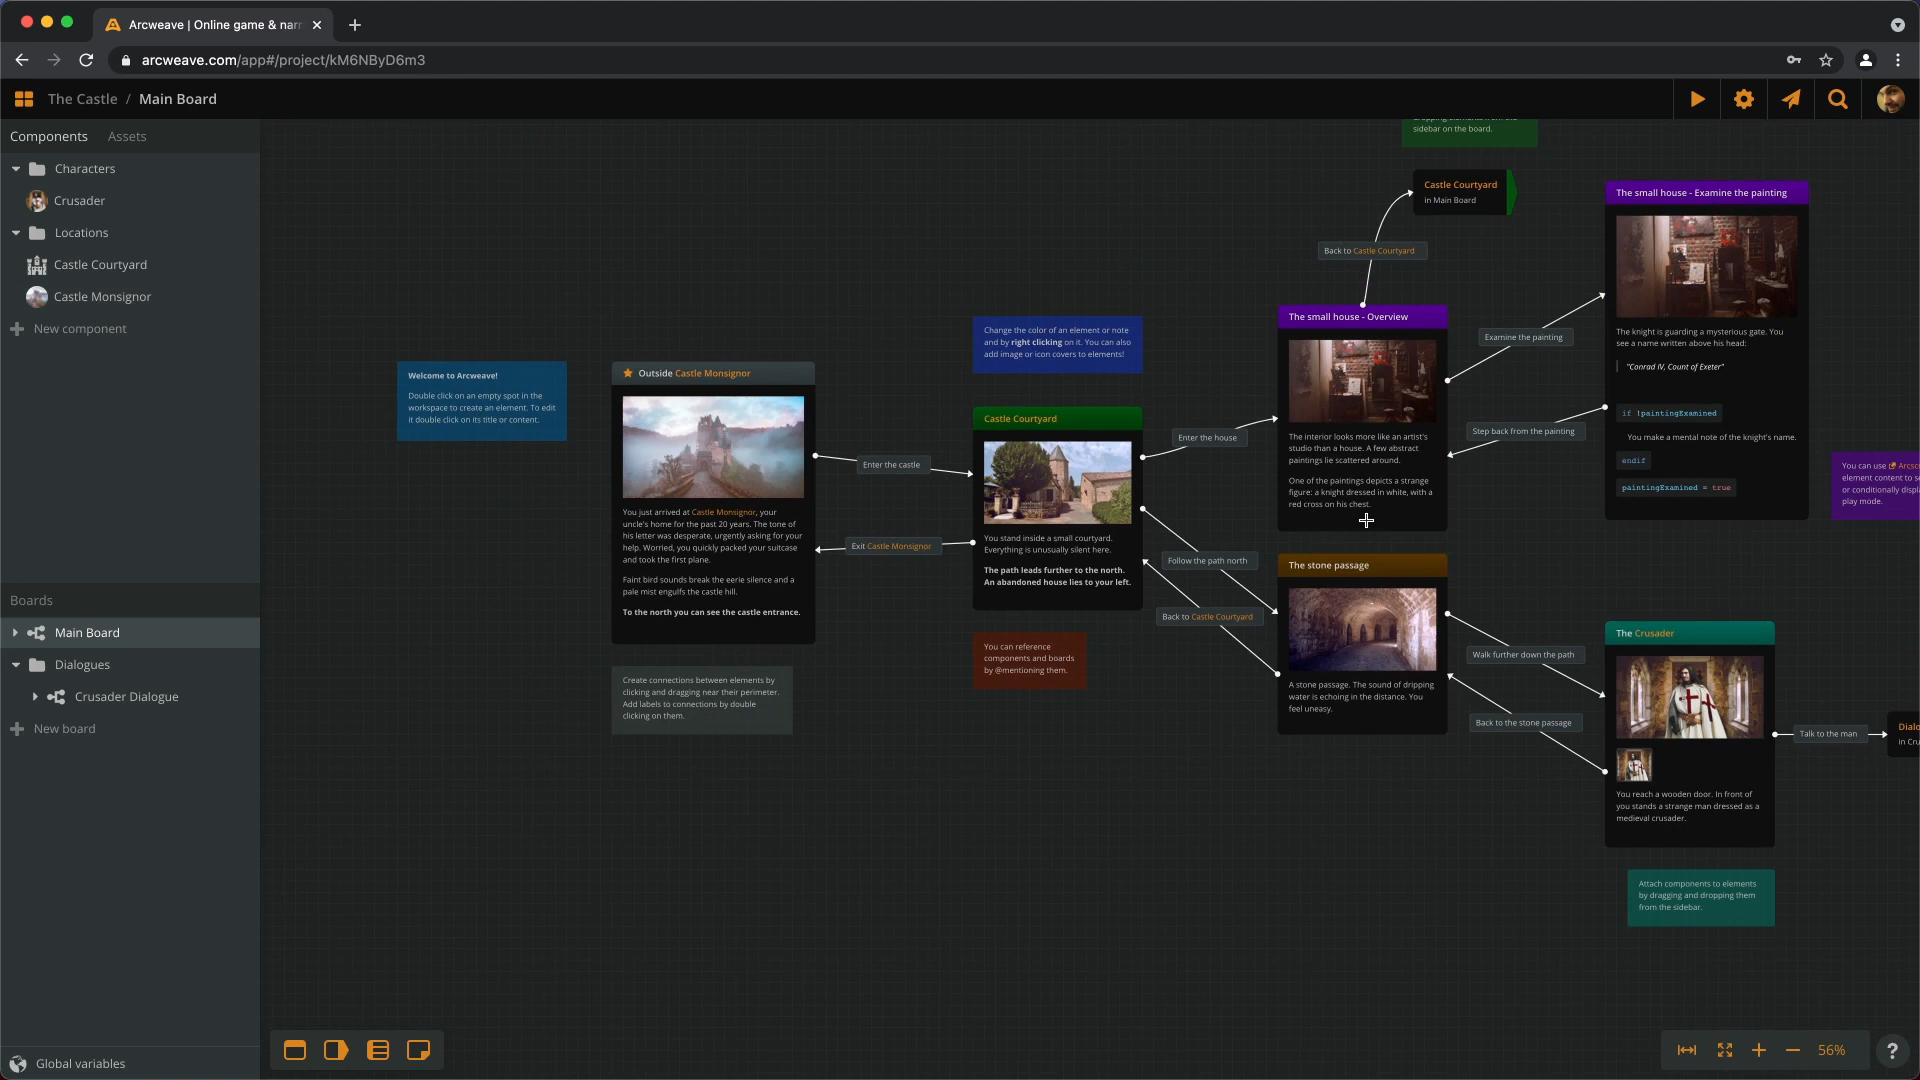 Arcweave | Online game & narr
arcweave.com/app#/project/kM6NByD6m3
The Castle / Main Board
Components Assets
Characters
Crusader
Locations
Castle Courtyard
Castle Monsignor
New component
Boards
Main Board
Dialogues
Crusader Dialogue
New board
Global variables
Welcome to Arcweave!
Double click on an empty spot in the
workspace to create an element. To edit
it double click on its title or content.
Outside Castle Monsignor
You just arrived at Castle Monsignor, your
uncle's home for the past 20 years. The tone of
his letter was desperate, urgently asking for your
help. Worried, you quickly packed your suitcase
and took the first plane.
Faint bird sounds break the eerie silence and a
pale mist engulfs the castle hill.
To the north you can see the castle entrance.
Create connections between elements by
clicking and dragging near their perimeter.
Add labels to connections by double
clicking on them.
Enter the castle
Exit Castle Monsignor
Change the color of an element or note
and by right clicking on it. You can also
add image or icon covers to elements!
Castle Courtyard
You stand inside a small courtyard.
Everything is unusually silent here.
The path leads further to the north.
An abandoned house lies to your left.
You can reference
components and boards
by @mentioning them.
Enter the house
Follow the path north
Back to Castle Courtyard
sidebar on the board.
Castle Courtyard
in Main Board
Back to Castle Courtyard
The small house - Overview
The interior looks more like an artist's
studio than a house. A few abstract
paintings lie scattered around.
One of the paintings depicts a strange
figure: a knight dressed in white, with a
red cross on his chest.
The stone passage
A stone passage. The sound of dripping
water is echoing in the distance. You
feel uneasy.
Examine the painting
Step back from the painting
Walk further down the path
Back to the stone passage
The small house - Examine the painting
The knight is guarding a mysterious gate. You
see a name written above his head:
"Conrad IV, Count of Exeter"
if !paintingExamined
You make a mental note of the knight's name.
endif
paintingExamined = true
You can use Arcsc
element content to s
or conditionally displ
play mode.
The Crusader
You reach a wooden door. In front of
you stands a strange man dressed as a
medieval crusader.
Talk to the man
Dialo
in Cru
Attach components to elements
by dragging and dropping them
from the sidebar.
56%
?